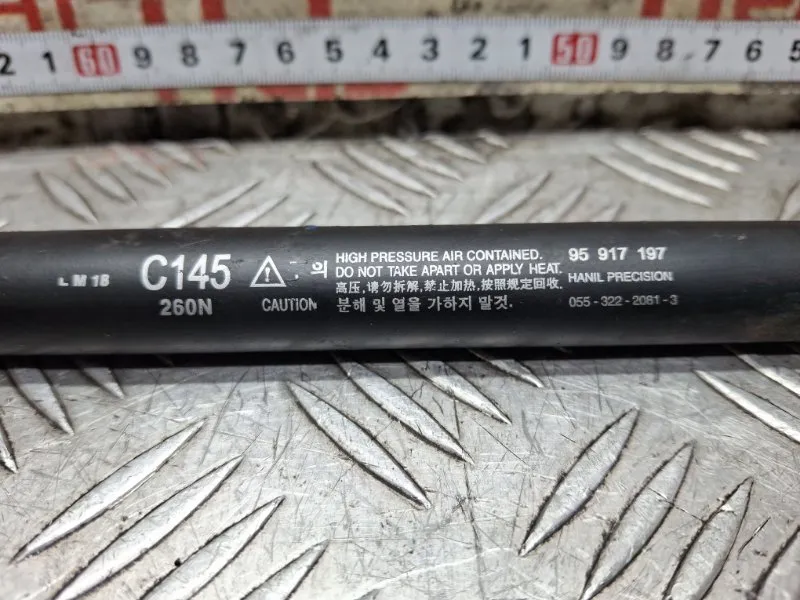 2 1 60 9 8 7 6 5 4 3 2 1 50 9 8 7 6 5
L M 18
C145
260N
CAUTION
: 의
HIGH PRESSURE AIR CONTAINED.
DO NOT TAKE APART OR APPLY HEAT.
高压,请勿拆解,禁止加热,按照规定回收.
분해 및 열을 가하지 말것.
95 917 197
HANIL PRECISION
055-322-2081-3